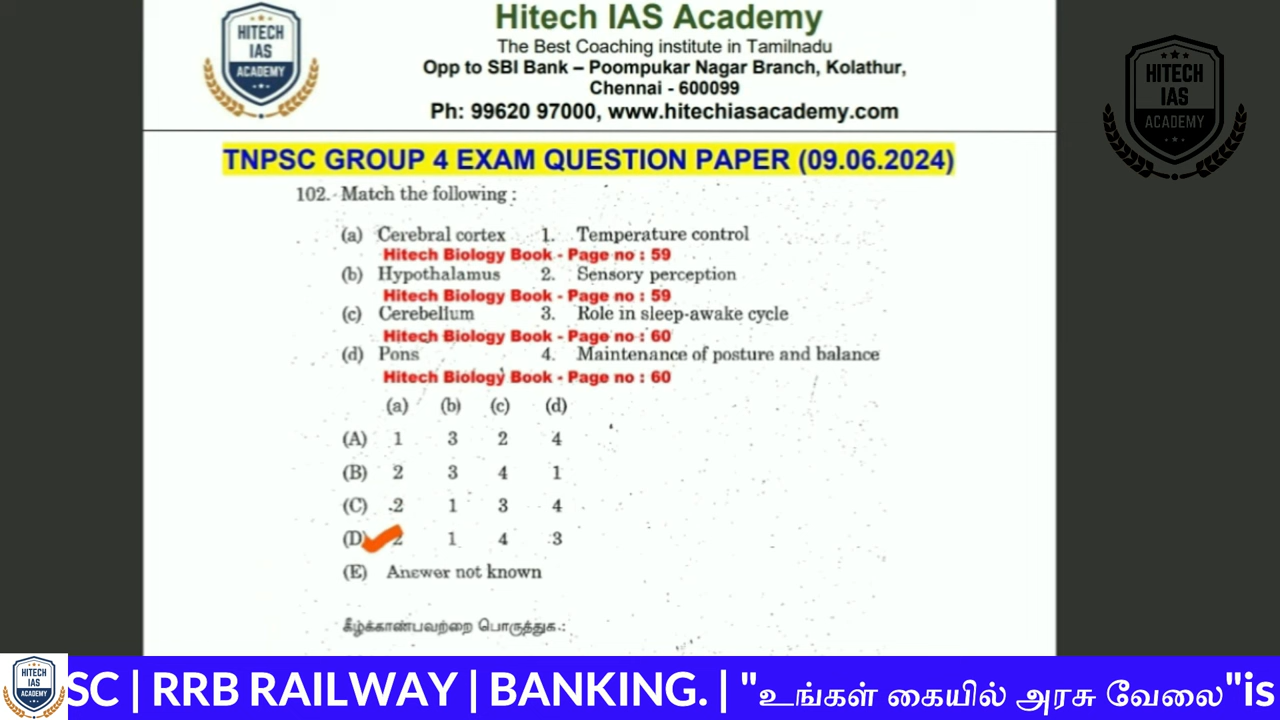 HITECH
IAS
ACADEMY
Hitech IAS Academy
The Best Coaching institute in Tamilnadu
Opp to SBI Bank – Poompukar Nagar Branch, Kolathur,
Chennai - 600099
Ph: 99620 97000, www.hitechiasacademy.com
HITECH
IAS
ACADEMY
TNPSC GROUP 4 EXAM QUESTION PAPER (09.06.2024)
102. Match the following :
(a) Cerebral cortex 1. Temperature control
Hitech Biology Book - Page no : 59
(b) Hypothalamus 2. Sensory perception
Hitech Biology Book - Page no : 59
(c) Cerebellum 3. Role in sleep-awake cycle
Hitech Biology Book - Page no : 60
(d) Pons 4. Maintenance of posture and balance
Hitech Biology Book - Page no : 60
(a) (b) (c) (d)
(A) 1 3 2 4
(B) 2 3 4 1
(C) 2 1 3 4
(D) 2 1 4 3
(E) Answer not known
கீழ்க்காண்பவற்றை பொருத்துக :
HITECH
IAS
ACADEMY
SC | RRB RAILWAY | BANKING. | "உங்கள் கையில் அரசு வேலை"is